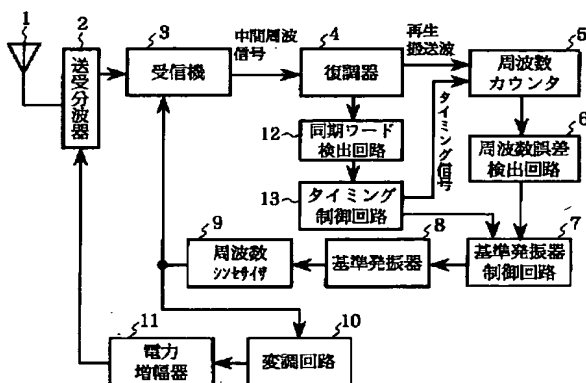 1
2
送受分波器
3
受信機
中間周波
信号
4
復調器
再生
搬送波
5
周波数
カウンタ
タイミング信号
12
同期ワード
検出回路
6
周波数誤差
検出回路
13
タイミング
制御回路
7
基準発振器
制御回路
8
基準発振器
9
周波数
シンセサイザ
10
変調回路
11
電力
増幅器